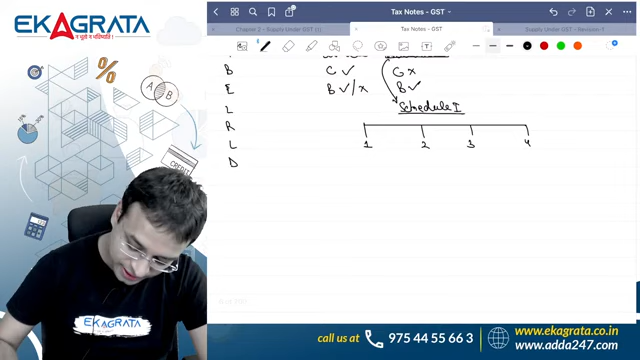 EKAGRATA
Tax Notes - GST
Chapter 2 - Supply Under GST (1)
Tax Notes - GST
Supply Under GST - Revision-1
B C ✓ C ×
E B ✓/× B ✓
L Schedule I
R
L 1 2 3 4
D
%
A B
CREDIT CARD
EKAGRATA
call us at 975 44 55 66 3
www.ekagrata.co.in
www.adda247.com